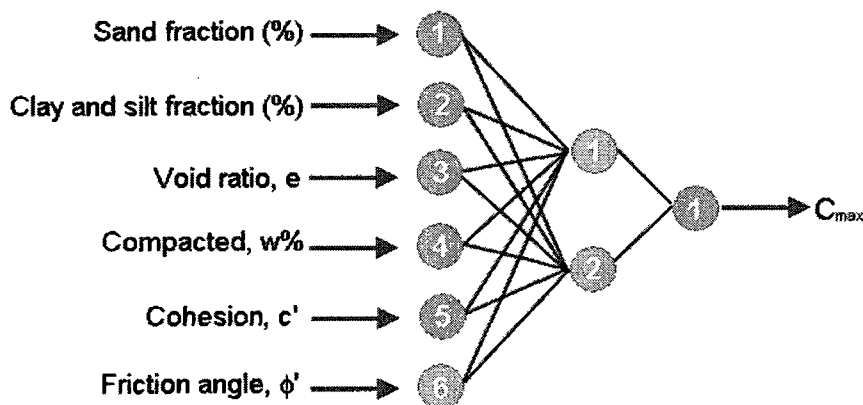 Sand fraction (%)
1
Clay and silt fraction (%)
2
1
Void ratio, e
3
1
Cmax
Compacted, w%
4
2
Cohesion, c'
5
Friction angle, ϕ'
6